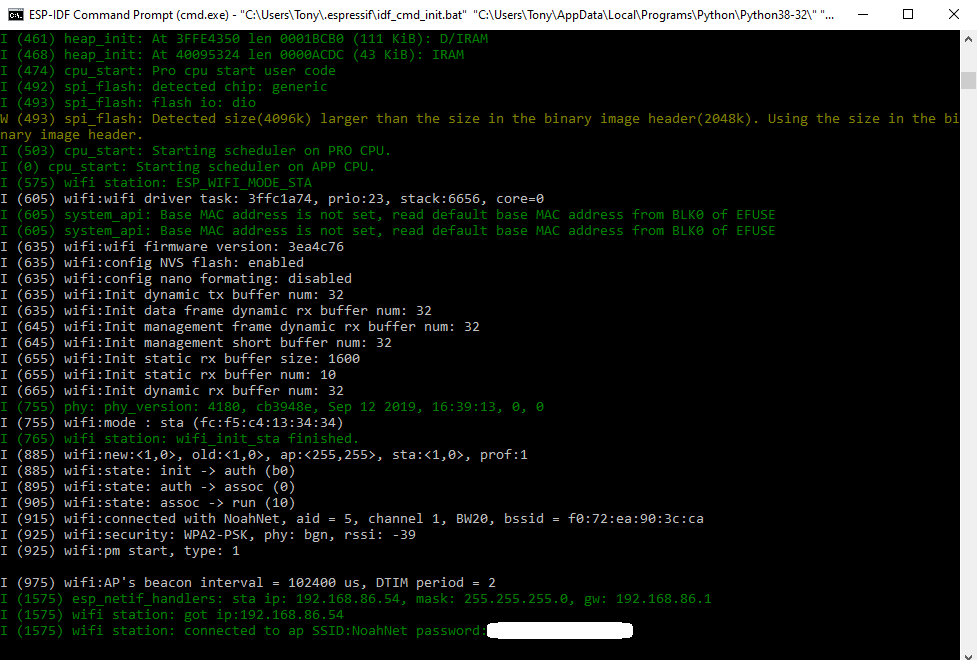 ESP-IDF Command Prompt (cmd.exe) - "C:\Users\Tony\.espressif\idf_cmd_init.bat"  "C:\Users\Tony\AppData\Local\Programs\Python\Python38-32\" "...
I (461) heap_init: At 3FFE4350 len 0001BCB0 (111 KiB): D/IRAM
I (468) heap_init: At 40095324 len 0000ACDC (43 KiB): IRAM
I (474) cpu_start: Pro cpu start user code
I (492) spi_flash: detected chip: generic
I (493) spi_flash: flash io: dio
W (493) spi_flash: Detected size(4096k) larger than the size in the binary image header(2048k). Using the size in the bi
nary image header.
I (503) cpu_start: Starting scheduler on PRO CPU.
I (0) cpu_start: Starting scheduler on APP CPU.
I (575) wifi station: ESP_WIFI_MODE_STA
I (605) wifi:wifi driver task: 3ffc1a74, prio:23, stack:6656, core=0
I (605) system_api: Base MAC address is not set, read default base MAC address from BLK0 of EFUSE
I (605) system_api: Base MAC address is not set, read default base MAC address from BLK0 of EFUSE
I (635) wifi:wifi firmware version: 3ea4c76
I (635) wifi:config NVS flash: enabled
I (635) wifi:config nano formating: disabled
I (635) wifi:Init dynamic tx buffer num: 32
I (635) wifi:Init data frame dynamic rx buffer num: 32
I (645) wifi:Init management frame dynamic rx buffer num: 32
I (645) wifi:Init management short buffer num: 32
I (655) wifi:Init static rx buffer size: 1600
I (655) wifi:Init static rx buffer num: 10
I (665) wifi:Init dynamic rx buffer num: 32
I (755) phy: phy_version: 4180, cb3948e, Sep 12 2019, 16:39:13, 0, 0
I (755) wifi:mode : sta (fc:f5:c4:13:34:34)
I (765) wifi station: wifi_init_sta finished.
I (885) wifi:new:<1,0>, old:<1,0>, ap:<255,255>, sta:<1,0>, prof:1
I (885) wifi:state: init -> auth (b0)
I (895) wifi:state: auth -> assoc (0)
I (905) wifi:state: assoc -> run (10)
I (915) wifi:connected with NoahNet, aid = 5, channel 1, BW20, bssid = f0:72:ea:90:3c:ca
I (925) wifi:security: WPA2-PSK, phy: bgn, rssi: -39
I (925) wifi:pm start, type: 1
I (975) wifi:AP's beacon interval = 102400 us, DTIM period = 2
I (1575) esp_netif_handlers: sta ip: 192.168.86.54, mask: 255.255.255.0, gw: 192.168.86.1
I (1575) wifi station: got ip:192.168.86.54
I (1575) wifi station: connected to ap SSID:NoahNet password: